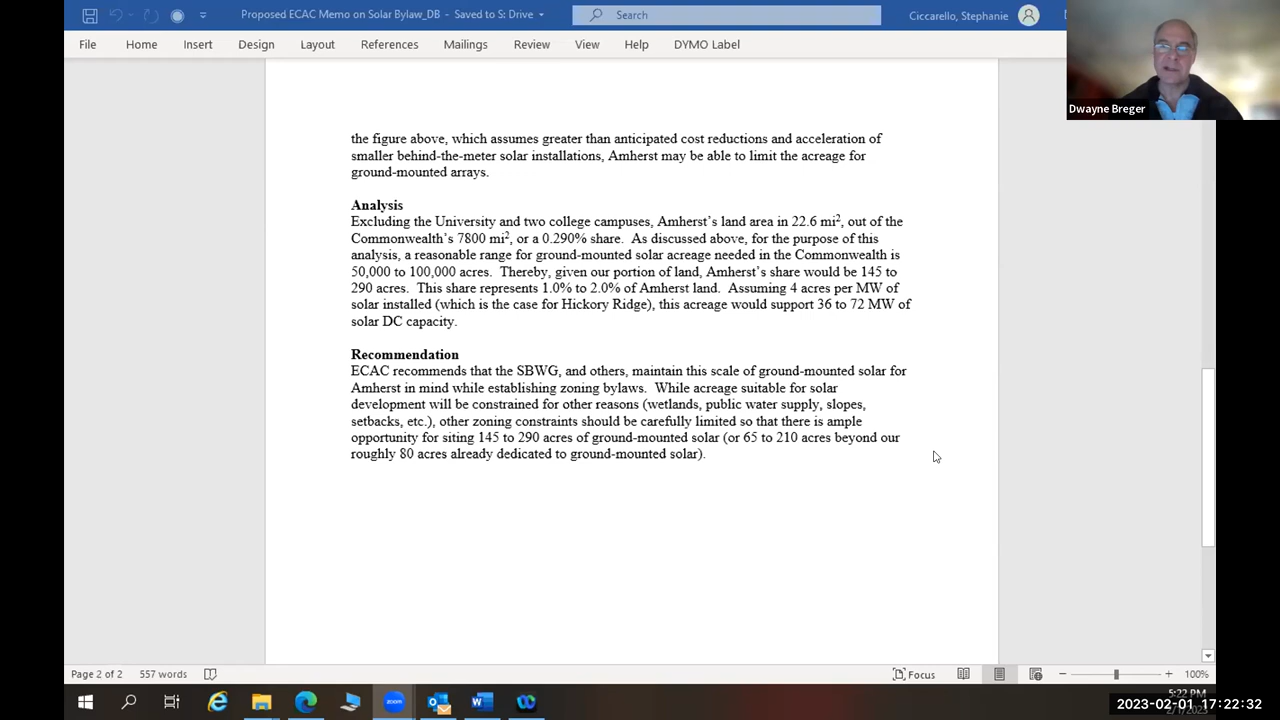 Proposed ECAC Memo on Solar Bylaw_DB - Saved to S: Drive
Search
Ciccarello, Stephanie
File Home Insert Design Layout References Mailings Review View Help DYMO Label
Dwayne Breger
the figure above, which assumes greater than anticipated cost reductions and acceleration of
smaller behind-the-meter solar installations, Amherst may be able to limit the acreage for
ground-mounted arrays.
Analysis
Excluding the University and two college campuses, Amherst's land area in 22.6 mi², out of the
Commonwealth's 7800 mi², or a 0.290% share. As discussed above, for the purpose of this
analysis, a reasonable range for ground-mounted solar acreage needed in the Commonwealth is
50,000 to 100,000 acres. Thereby, given our portion of land, Amherst's share would be 145 to
290 acres. This share represents 1.0% to 2.0% of Amherst land. Assuming 4 acres per MW of
solar installed (which is the case for Hickory Ridge), this acreage would support 36 to 72 MW of
solar DC capacity.
Recommendation
ECAC recommends that the SBWG, and others, maintain this scale of ground-mounted solar for
Amherst in mind while establishing zoning bylaws. While acreage suitable for solar
development will be constrained for other reasons (wetlands, public water supply, slopes,
setbacks, etc.), other zoning constraints should be carefully limited so that there is ample
opportunity for siting 145 to 290 acres of ground-mounted solar (or 65 to 210 acres beyond our
roughly 80 acres already dedicated to ground-mounted solar).
Page 2 of 2 557 words Focus 100%
zoom
5:22 PM
2023-02-01 17:22:32